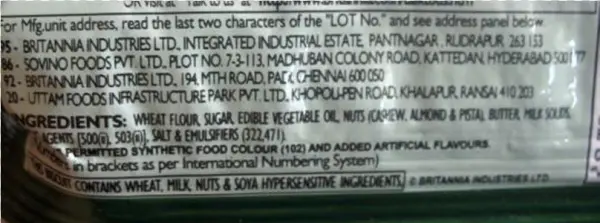 For Mfg.unit address, read the last two characters of the "LOT No." and see address panel below
95 - BRITANNIA INDUSTRIES LTD., INTEGRATED INDUSTRIAL ESTATE, PANTNAGAR, RUDRAPUR, 263 153
86 - SOVINO FOODS PVT. LTD., PLOT NO. 7-3-113, MADHUBAN COLONY ROAD, KATTEDAN, HYDERABAD
92 - BRITANNIA INDUSTRIES LTD., 194, MTH ROAD, PADI, CHENNAI 600 050
20 - UTTAM FOODS INFRASTRUCTURE PARK PVT. LTD., KHOPOLI-PEN ROAD, KHALAPUR, RANSAI 410 203
INGREDIENTS: WHEAT FLOUR, SUGAR, EDIBLE VEGETABLE OIL, NUTS (CASHEW, ALMOND & PISTA), BUTTER, MILK SOLIDS,
AGENTS [500(ii), 503(ii)], SALT & EMULSIFIERS (322,471).
PERMITTED SYNTHETIC FOOD COLOUR (102) AND ADDED ARTIFICIAL FLAVOURS.
in brackets as per International Numbering System)
BISCUIT CONTAINS WHEAT, MILK, NUTS & SOYA HYPERSENSITIVE INGREDIENTS. © BRITANNIA INDUSTRIES LTD.